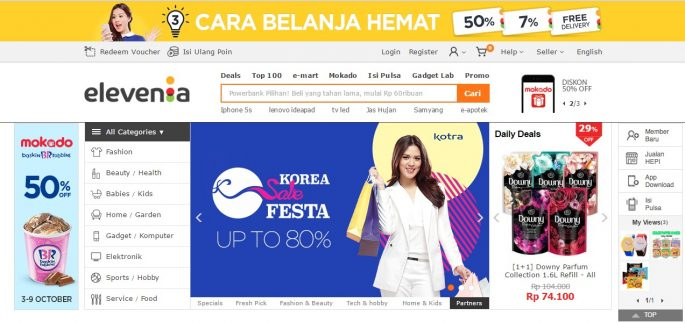 3
CARA BELANJA HEMAT
50%
7%
FREE
DELIVERY
Redeem Voucher
Isi Ulang Poin
Login
Register
0
Help
Seller
English
elevenia
Deals
Top 100
e-mart
Mokado
Isi Pulsa
Gadget Lab
Promo
Powerbank Pilihan! Beli yang tahan lama, mulai Rp 60ribuan
Cari
Iphone 5s
lenovo ideapad
tv led
Jas Hujan
Samyang
e-apotek
mokado
DISKON
50% OFF
2/3
mokado
baskin BR robbins
50%
OFF
BR
3-9 OCTOBER
All Categories
Fashion
Beauty / Health
Babies / Kids
Home / Garden
Gadget / Komputer
Elektronik
Sports / Hobby
Service / Food
kotra
KOREA
Sale
FESTA
UP TO 80%
Specials
Fresh Pick
Fashion & Beauty
Tech & hobby
Home & Kids
Partners
Daily Deals
29%
OFF
Downy
Downy
Downy
[1+1] Downy Parfum
Collection 1.6L Refill - All
Rp 104.000
Rp 74.100
Member
Baru
Jualan
HEPI
App
Download
Isi
Pulsa
My Views(3)
1/1
TOP